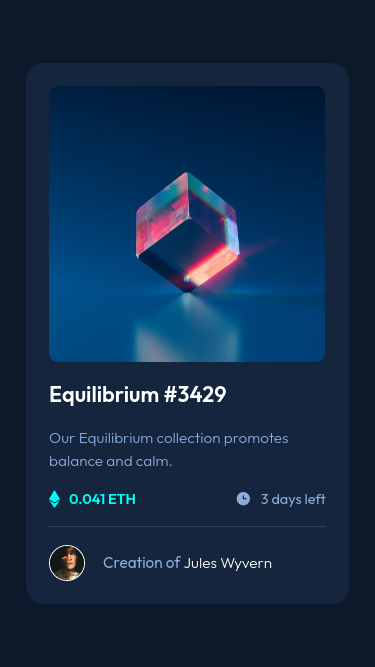 Equilibrium #3429
Our Equilibrium collection promotes
balance and calm.
0.041 ETH
3 days left
Creation of Jules Wyvern